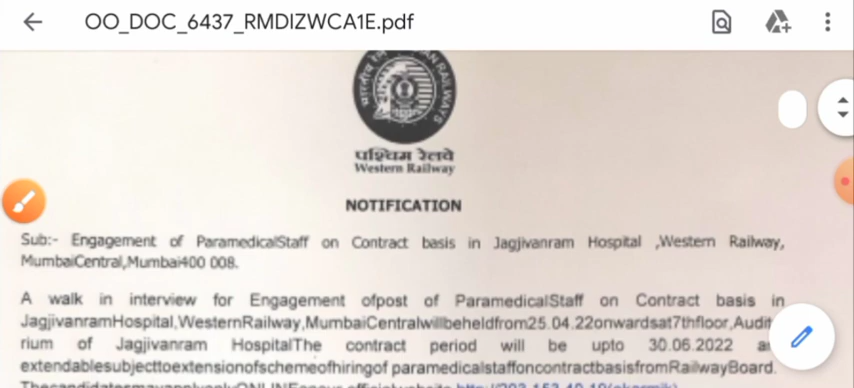 OO_DOC_6437_RMDIZWCA1E.pdf
RAILWAYS
पश्चिम रेलवे
Western Railway
NOTIFICATION
Sub:- Engagement of ParamedicalStaff on Contract basis in Jagjivanram Hospital ,Western Railway,
MumbaiCentral,Mumbai400 008.
A walk in interview for Engagement ofpost of ParamedicalStaff on Contract basis in
JagjivanramHospital,WesternRailway,MumbaiCentralwillbeheldfrom25.04.22onwardsat7thfloor,Audit
rium of Jagjivanram HospitalThe contract period will be upto 30.06.2022 a
extendablesubjecttoextensionofschemeofhiringof paramedicalstaffoncontractbasisfromRailwayBoard.